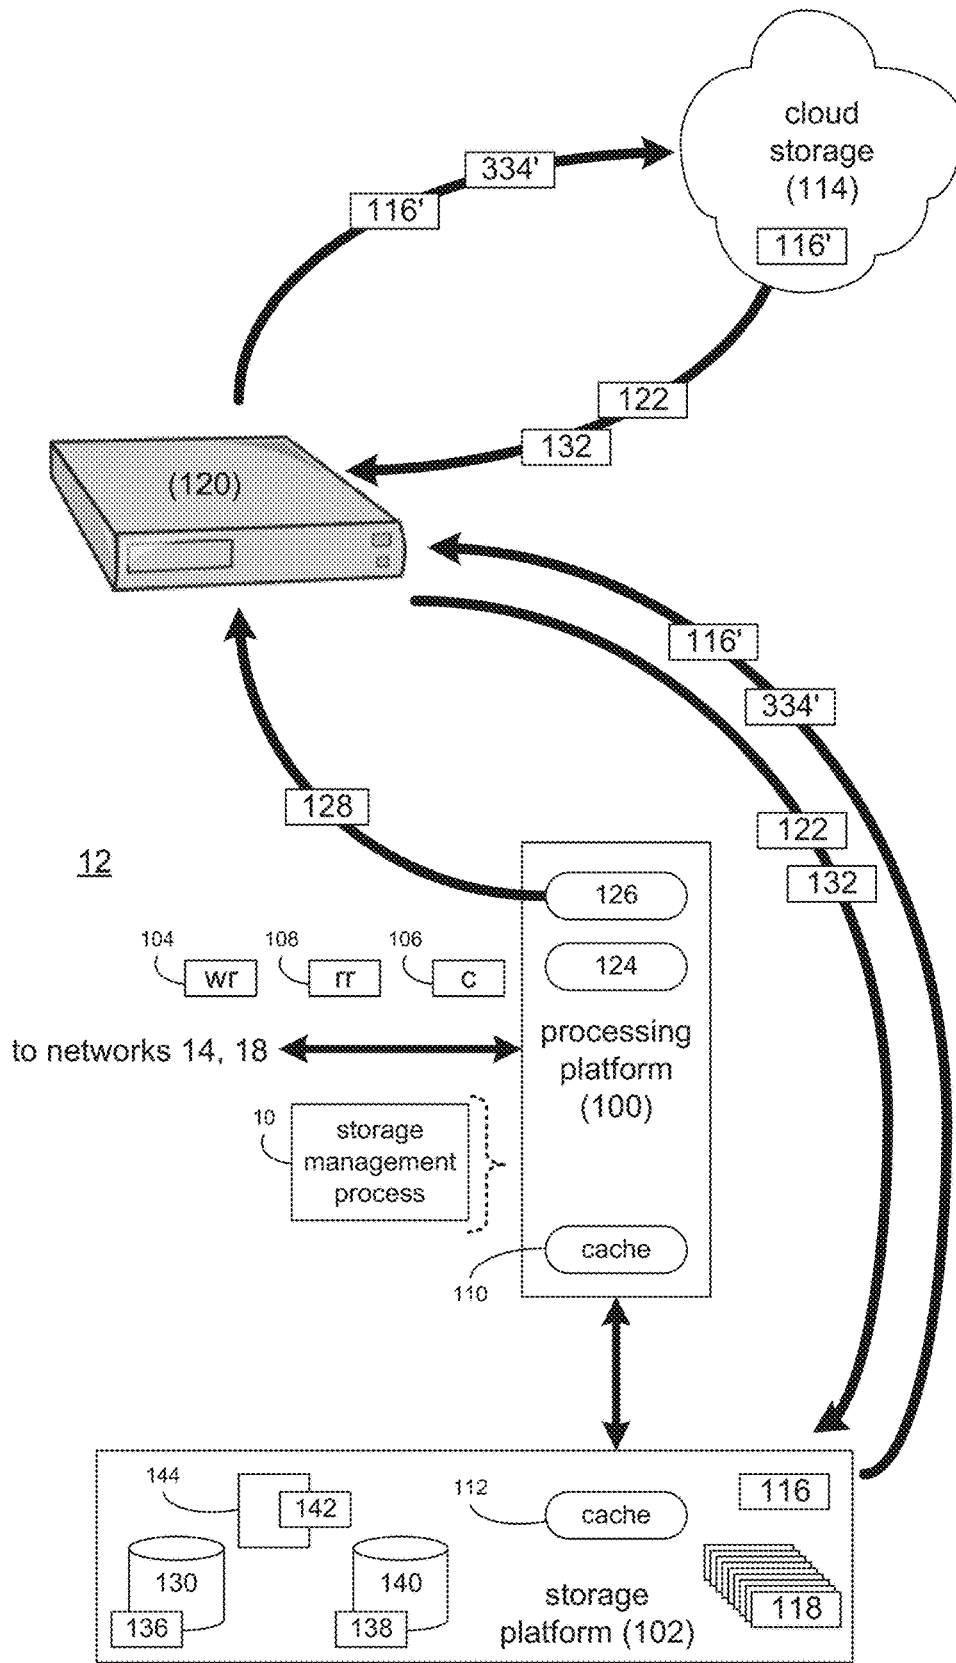 cloud
storage
(114)
334'
116'
116'
122
132
(120)
116'
334'
128
122
132
12
126
104
108
106
wr
rr
c
124
to networks 14, 18
processing
platform
(100)
10
storage
management
process
cache
110
144
142
112
cache
116
130
140
136
138
118
storage
platform (102)